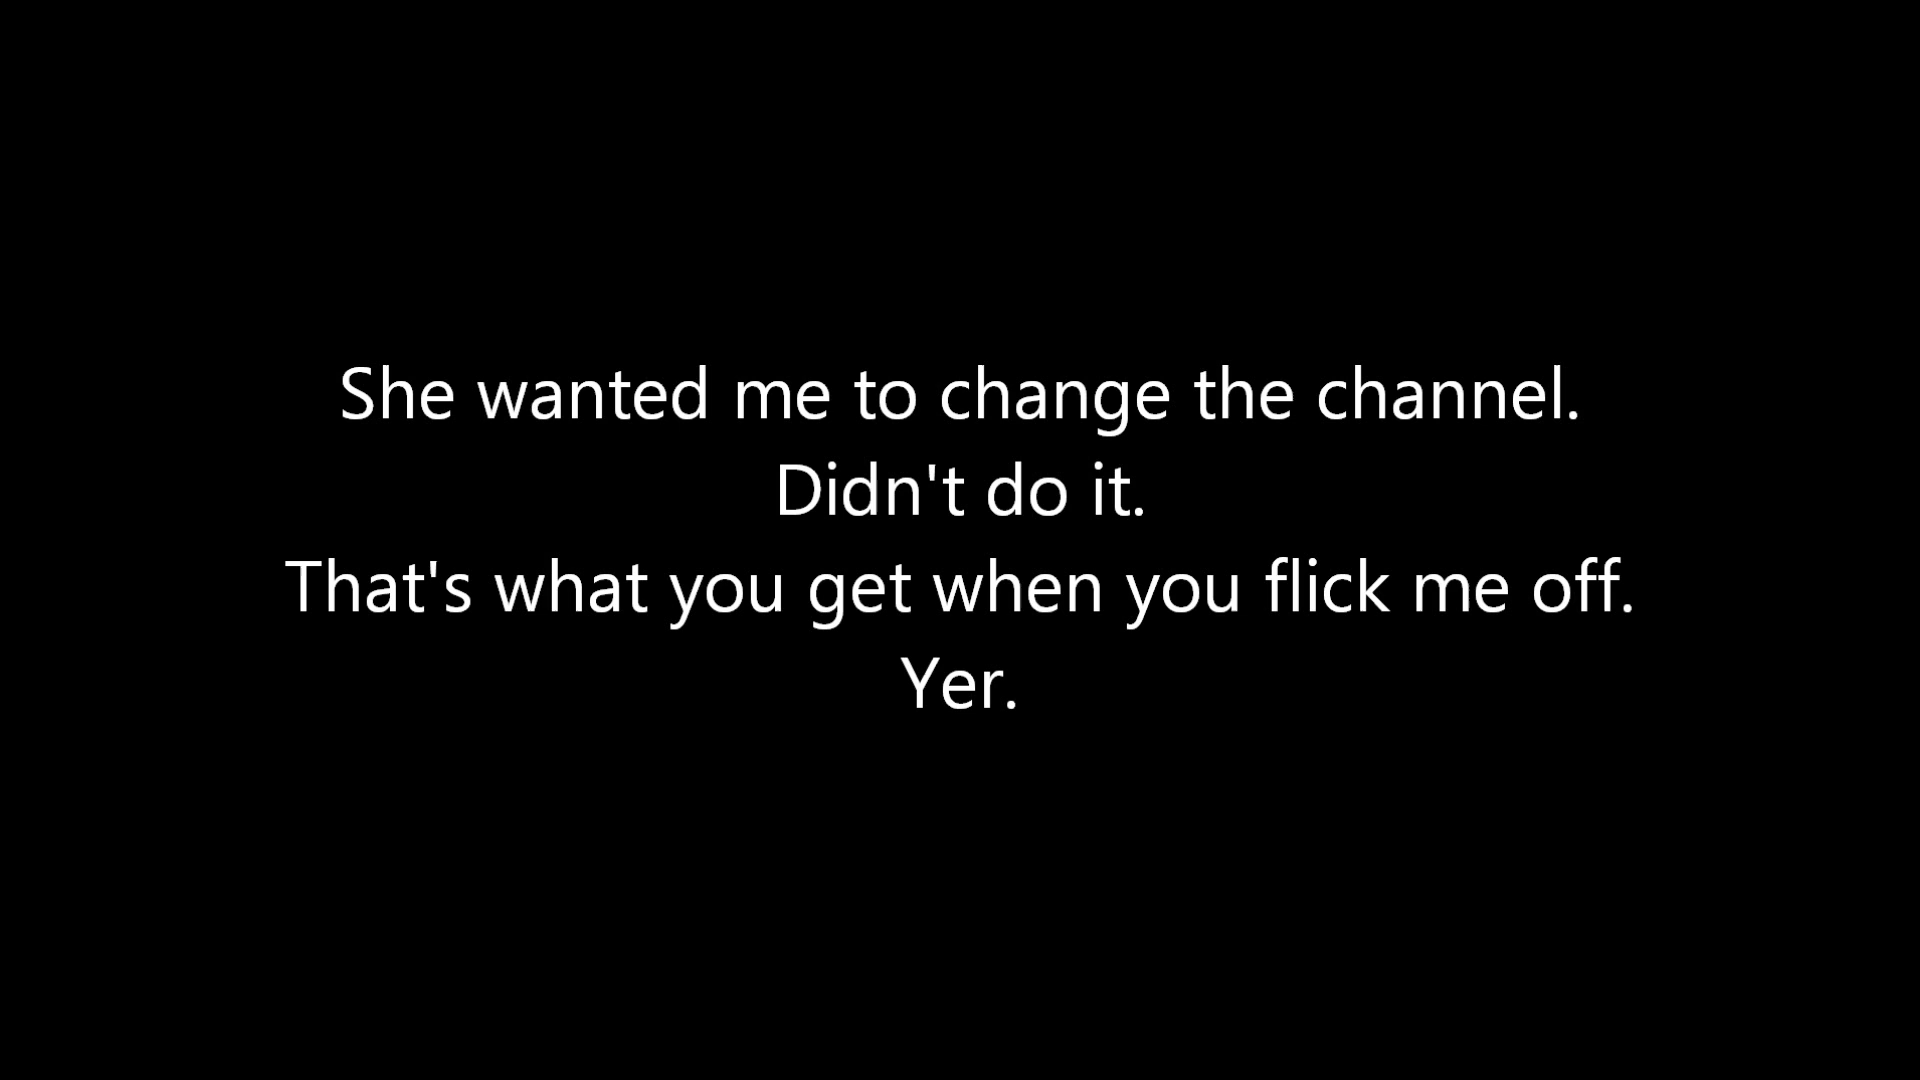 She wanted me to change the channel.
Didn't do it.
That's what you get when you flick me off.
Yer.